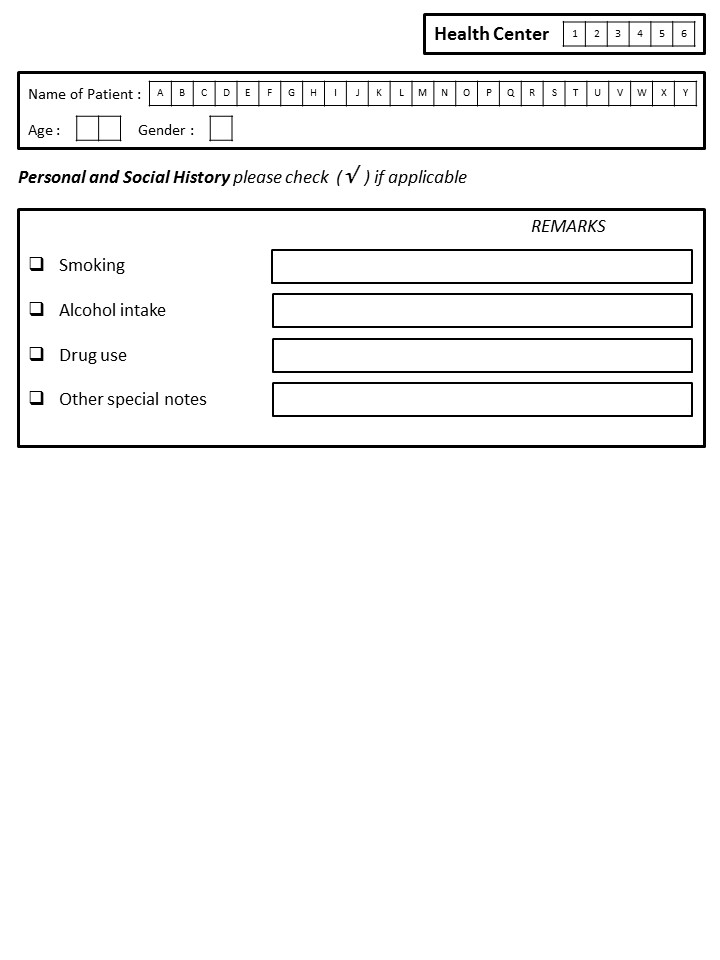 Health Center 1 2 3 4 5 6
Name of Patient : A B C D E F G H I J K L M N O P Q R S T U V W X Y
Age : Gender :
Personal and Social History please check (√) if applicable
REMARKS
❑ Smoking
❑ Alcohol intake
❑ Drug use
❑ Other special notes